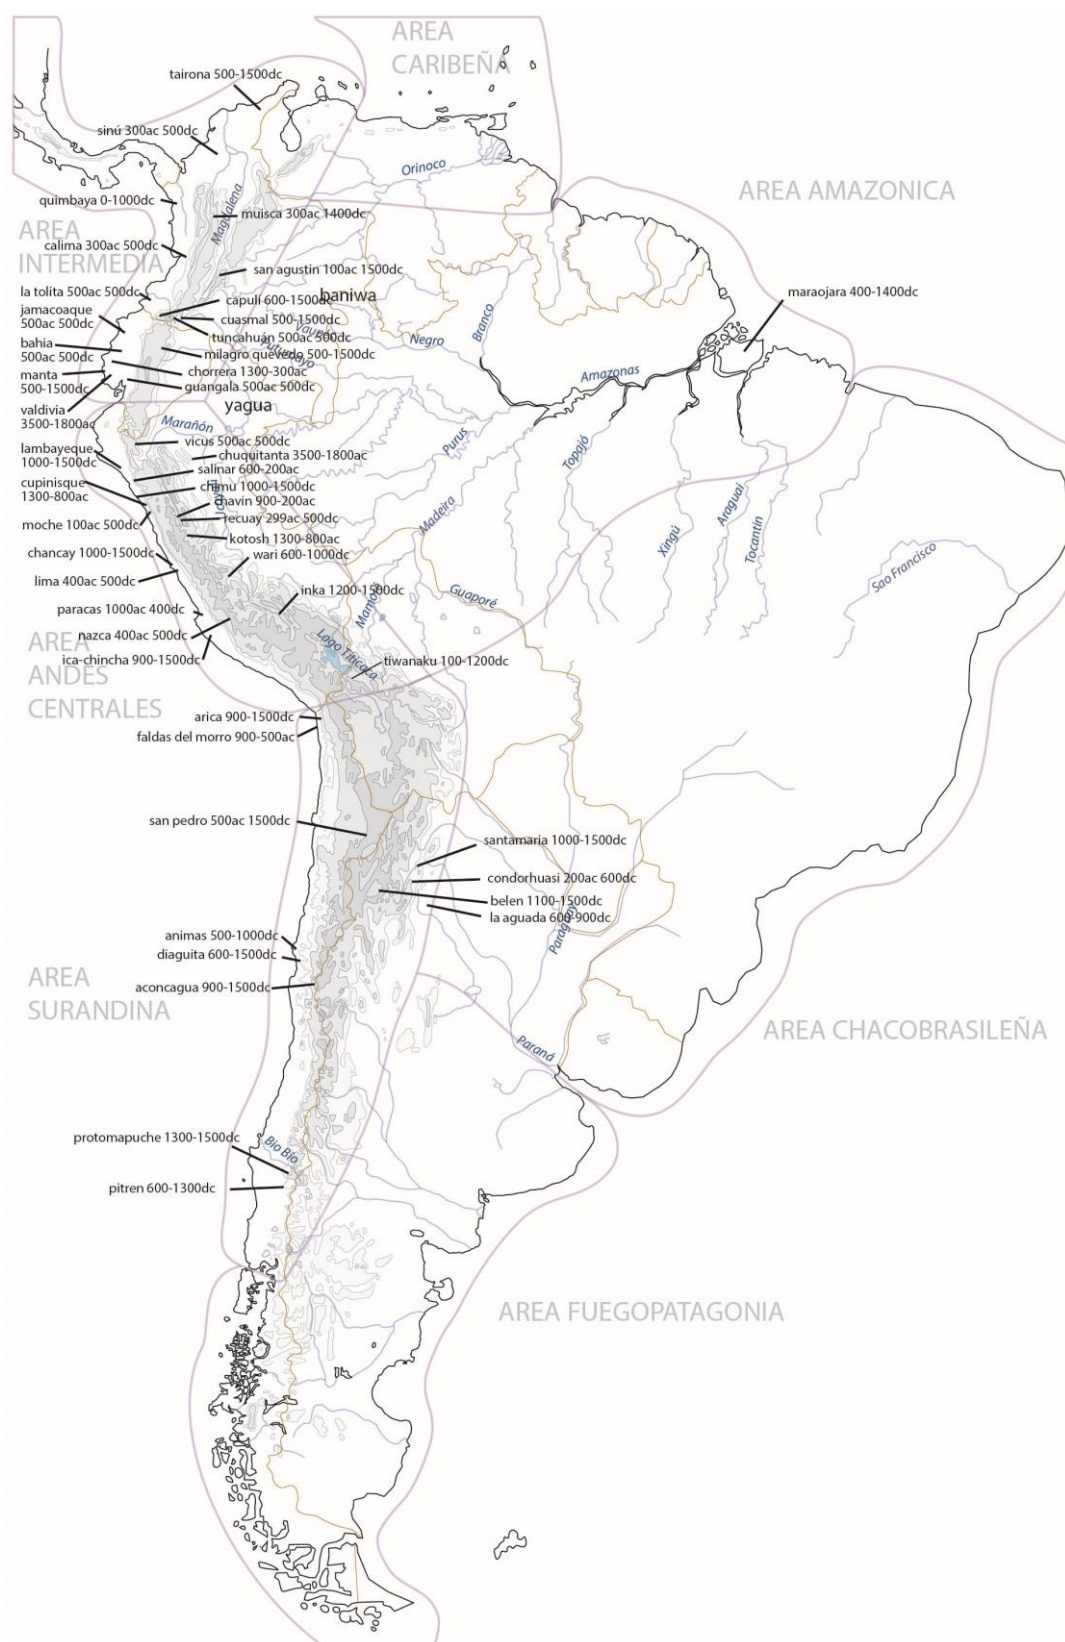 AREA
CARIBEÑA
tairona 500-1500dc
sinú 300ac 500dc
Orinoco
AREA AMAZONICA
quimbaya 0-1000dc
Magdalena
muisca 300ac 1400dc
AREA
INTERMEDIA
calima 300ac 500dc
san agustin 100ac 1500dc
la tolita 500ac 500dc
capulí 600-1500dc
baniwa
maraojara 400-1400dc
jamacoaque
500ac 500dc
cuasmal 500-1500dc
Branco
tuncahuán 500ac 500dc
Negro
bahia
500ac 500dc
milagro quevedo 500-1500dc
Putumayo
chorrera 1300-300ac
Amazonas
manta
500-1500dc
guangala 500ac 500dc
valdivia
3500-1800ac
yagua
Marañón
vicus 500ac 500dc
Purus
Topajó
lambayeque
1000-1500dc
chuquitanta 3500-1800ac
salinar 600-200ac
cupinisque
1300-800ac
chimu 1000-1500dc
chavin 900-200ac
Madeira
Araguai
moche 100ac 500dc
recuay 299ac 500dc
Xingú
Tocantin
kotosh 1300-800ac
chancay 1000-1500dc
wari 600-1000dc
Sao Francisco
lima 400ac 500dc
inka 1200-1500dc
Mamoré
Guaporé
paracas 1000ac 400dc
nazca 400ac 500dc
AREA
ANDES
CENTRALES
ica-chincha 900-1500dc
Lago Titicaca
tiwanaku 100-1200dc
arica 900-1500dc
faldas del morro 900-500ac
san pedro 500ac 1500dc
santamaria 1000-1500dc
condorhuasi 200ac 600dc
belen 1100-1500dc
la aguada 600-900dc
Paraguay
animas 500-1000dc
diaguita 600-1500dc
AREA
SURANDINA
aconcagua 900-1500dc
AREA CHACOBRASILEÑA
Paraná
protomapuche 1300-1500dc
Bio Bío
pitren 600-1300dc
AREA FUEGOPATAGONIA